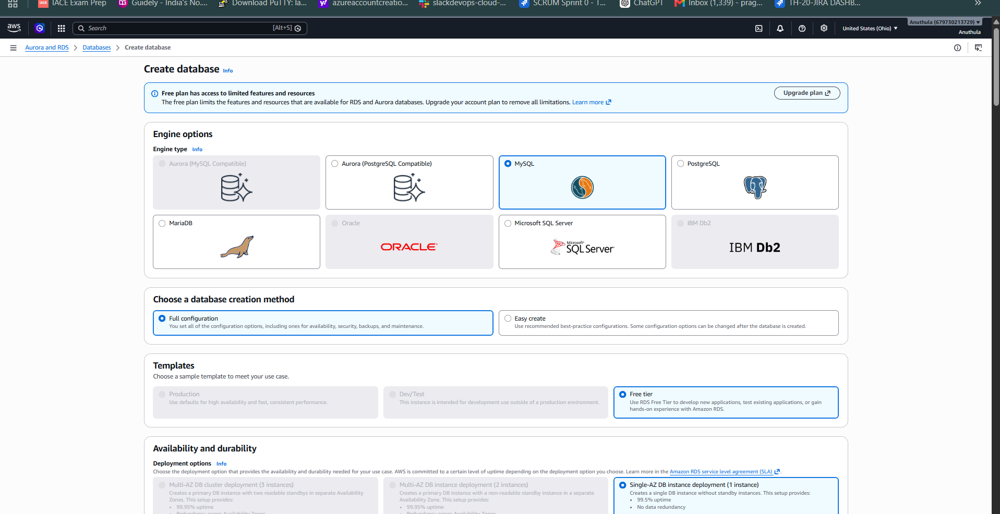 IACE Exam Prep
Guidely - India's No....
Download PuTTY: la...
azureaccountcreatio...
slackdevops-cloud-...
SCRUM Sprint 0 - T...
ChatGPT
Inbox (1,339) - prag...
TH-20-JIRA DASHB...
aws
Search
[Alt+S]
United States (Ohio)
Anuthula (679730213729)
Anuthula
Aurora and RDS
Databases
Create database
Create database Info
Free plan has access to limited features and resources
The free plan limits the features and resources that are available for RDS and Aurora databases. Upgrade your account plan to remove all limitations. Learn more
Upgrade plan
Engine options
Engine type Info
Aurora (MySQL Compatible)
Aurora (PostgreSQL Compatible)
MySQL
PostgreSQL
MariaDB
Oracle
ORACLE
Microsoft SQL Server
Microsoft
SQL Server
IBM Db2
IBM Db2
Choose a database creation method
Full configuration
You set all of the configuration options, including ones for availability, security, backups, and maintenance.
Easy create
Use recommended best-practice configurations. Some configuration options can be changed after the database is created.
Templates
Choose a sample template to meet your use case.
Production
Use defaults for high availability and fast, consistent performance.
Dev/Test
This instance is intended for development use outside of a production environment.
Free tier
Use RDS Free Tier to develop new applications, test existing applications, or gain
hands-on experience with Amazon RDS.
Availability and durability
Deployment options Info
Choose the deployment option that provides the availability and durability needed for your use case. AWS is committed to a certain level of uptime depending on the deployment option you choose. Learn more in the Amazon RDS service level agreement (SLA).
Multi-AZ DB cluster deployment (3 instances)
Creates a primary DB instance with two readable standbys in separate Availability
Zones. This setup provides:
• 99.95% uptime
• Redundancy across Availability Zones
Multi-AZ DB instance deployment (2 instances)
Creates a primary DB instance with a non-readable standby instance in a separate
Availability Zone. This setup provides:
• 99.95% uptime
• Redundancy across Availability Zones
Single-AZ DB instance deployment (1 instance)
Creates a single DB instance without standby instances. This setup provides:
• 99.5% uptime
• No data redundancy